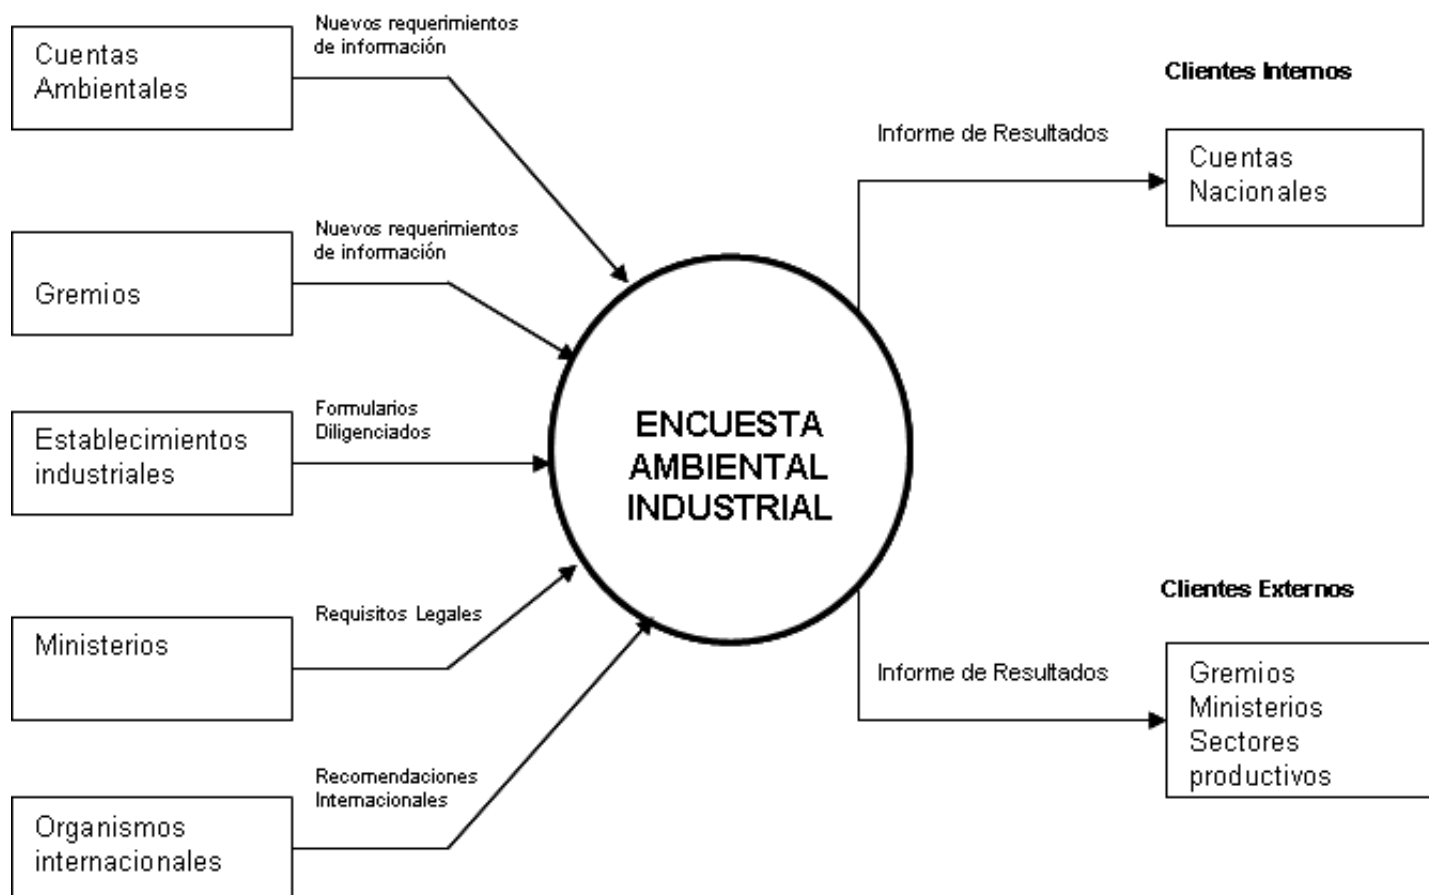 Cuentas
Ambientales
Nuevos requerimientos
de información
Gremios
Nuevos requerimientos
de información
Establecimientos
industriales
Formularios
Diligenciados
Ministerios
Requisitos Legales
Organismos
internacionales
Recomendaciones
Internacionales
ENCUESTA
AMBIENTAL
INDUSTRIAL
Clientes Internos
Informe de Resultados
Cuentas
Nacionales
Clientes Externos
Informe de Resultados
Gremios
Ministerios
Sectores
productivos